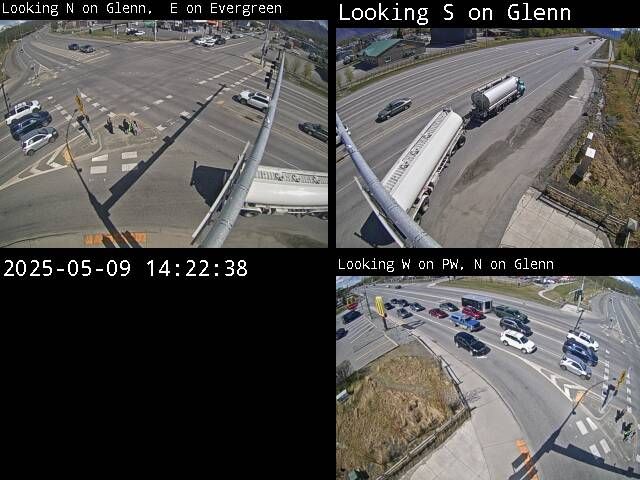 Looking N on Glenn,  E on Evergreen
Looking S on Glenn
2025-05-09 14:22:38
Looking W on PW, N on Glenn